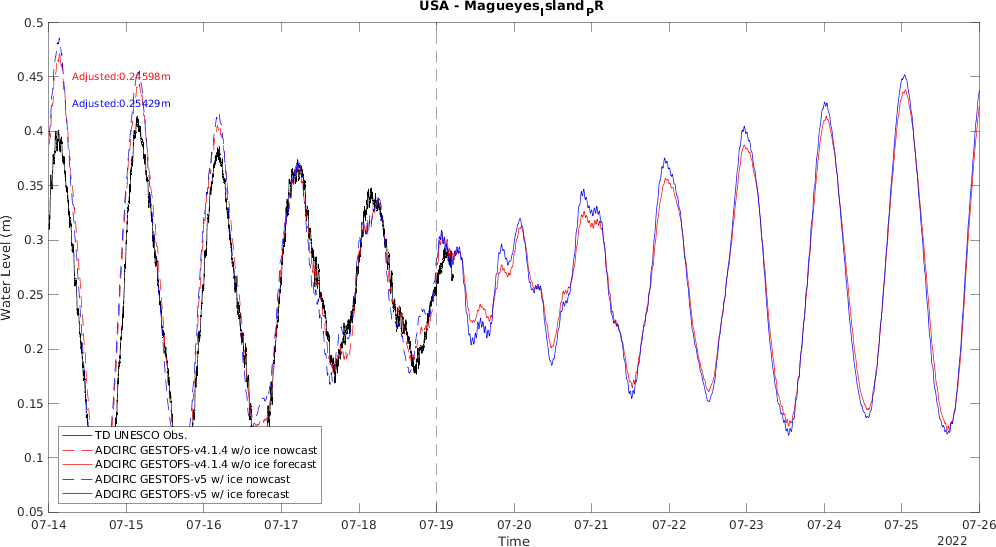 USA - Magueyes_Island_PR
0.5
0.45
0.4
0.35
0.3
0.25
0.2
0.15
0.1
0.05
Water Level (m)
Adjusted:0.24598m
Adjusted:0.25429m
TD UNESCO Obs.
ADCIRC GESTOFS-v4.1.4 w/o ice nowcast
ADCIRC GESTOFS-v4.1.4 w/o ice forecast
ADCIRC GESTOFS-v5 w/ ice nowcast
ADCIRC GESTOFS-v5 w/ ice forecast
07-14 07-15 07-16 07-17 07-18 07-19 07-20 07-21 07-22 07-23 07-24 07-25 07-26
Time
2022